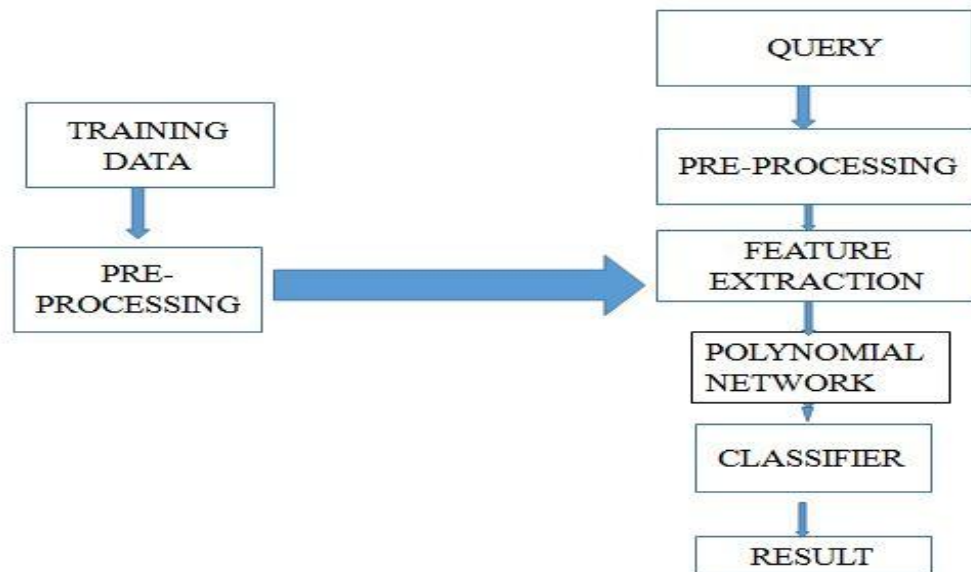 QUERY
TRAINING
DATA
PRE-PROCESSING
PRE-
PROCESSING
FEATURE
EXTRACTION
POLYNOMIAL
NETWORK
CLASSIFIER
RESULT